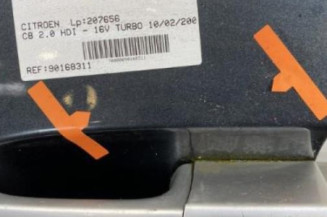 CITROEN Lp:207656
C8 2.0 HDI - 16V TURBO 10/02/200
REF:90168311